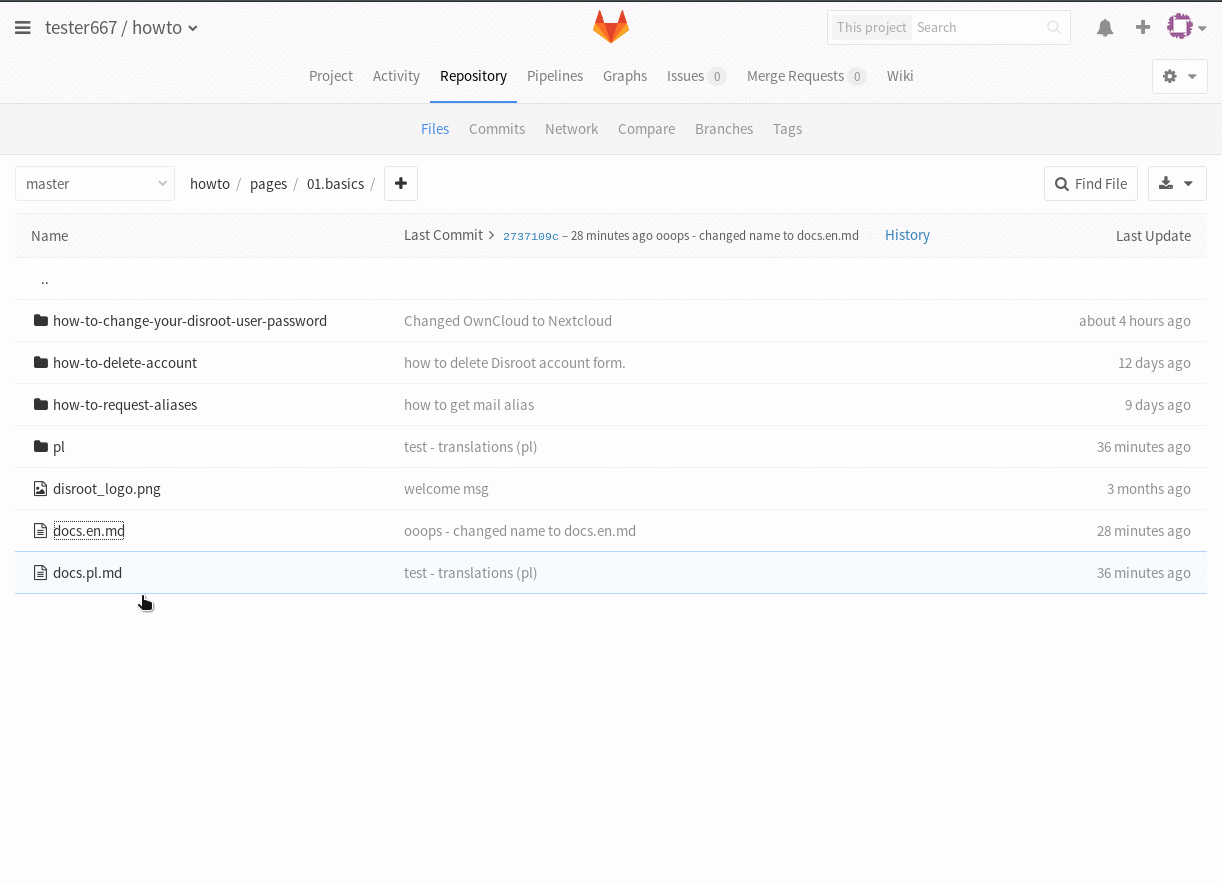 tester667 / howto
This project Search
Project Activity Repository Pipelines Graphs Issues 0 Merge Requests 0 Wiki
Files Commits Network Compare Branches Tags
master howto / pages / 01.basics / Find File
Name Last Commit > 2737109c – 28 minutes ago ooops - changed name to docs.en.md History Last Update
..
how-to-change-your-disroot-user-password Changed OwnCloud to Nextcloud about 4 hours ago
how-to-delete-account how to delete Disroot account form. 12 days ago
how-to-request-aliases how to get mail alias 9 days ago
pl test - translations (pl) 36 minutes ago
disroot_logo.png welcome msg 3 months ago
docs.en.md ooops - changed name to docs.en.md 28 minutes ago
docs.pl.md test - translations (pl) 36 minutes ago